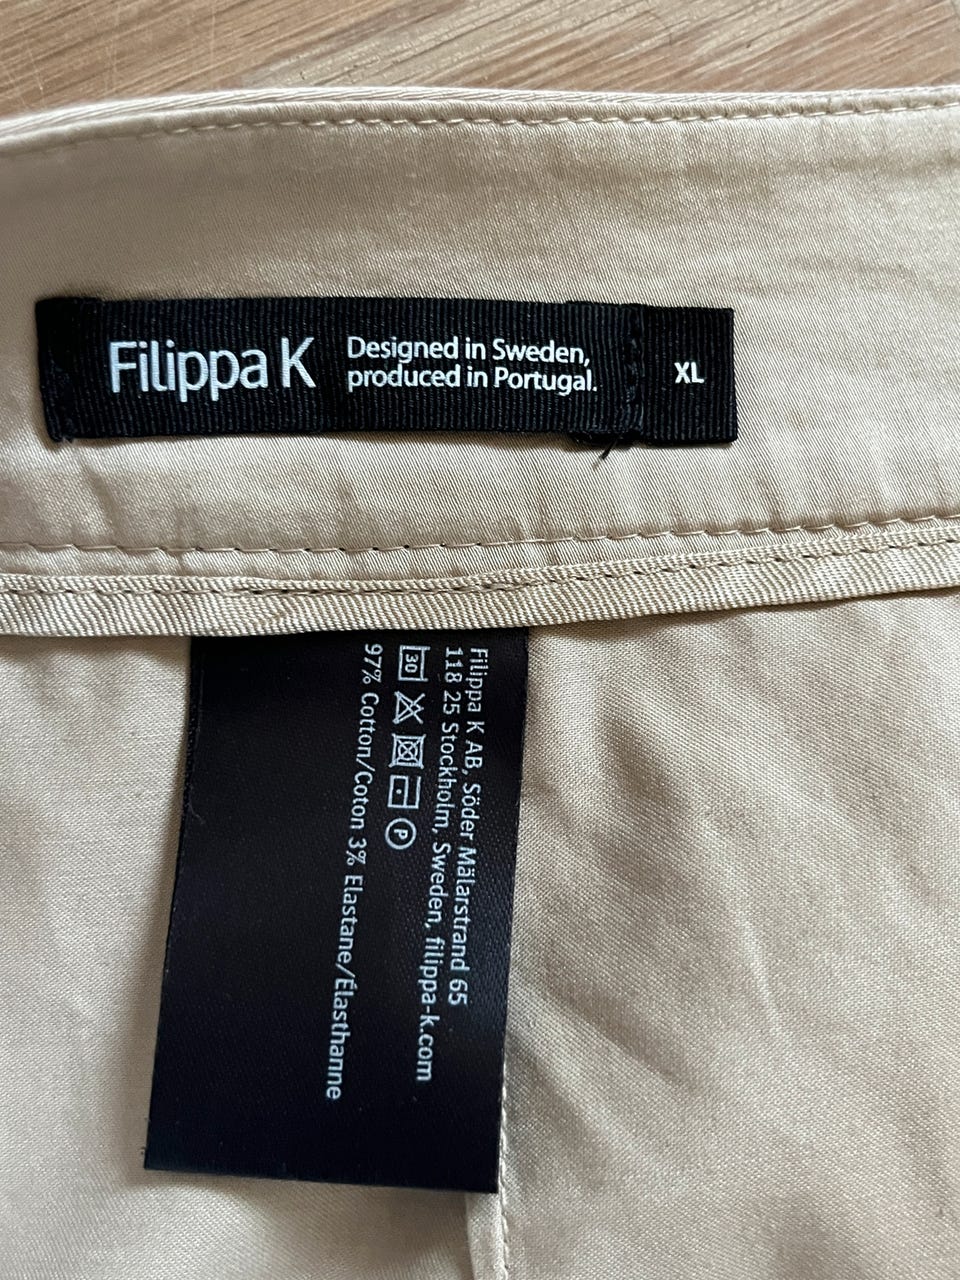 Filippa K
Designed in Sweden,
produced in Portugal.
XL
Filippa K AB, Söder Mälarstrand 65
118 25 Stockholm, Sweden, filippa-k.com
30
P
97% Cotton/Coton 3% Elastane/Élasthanne